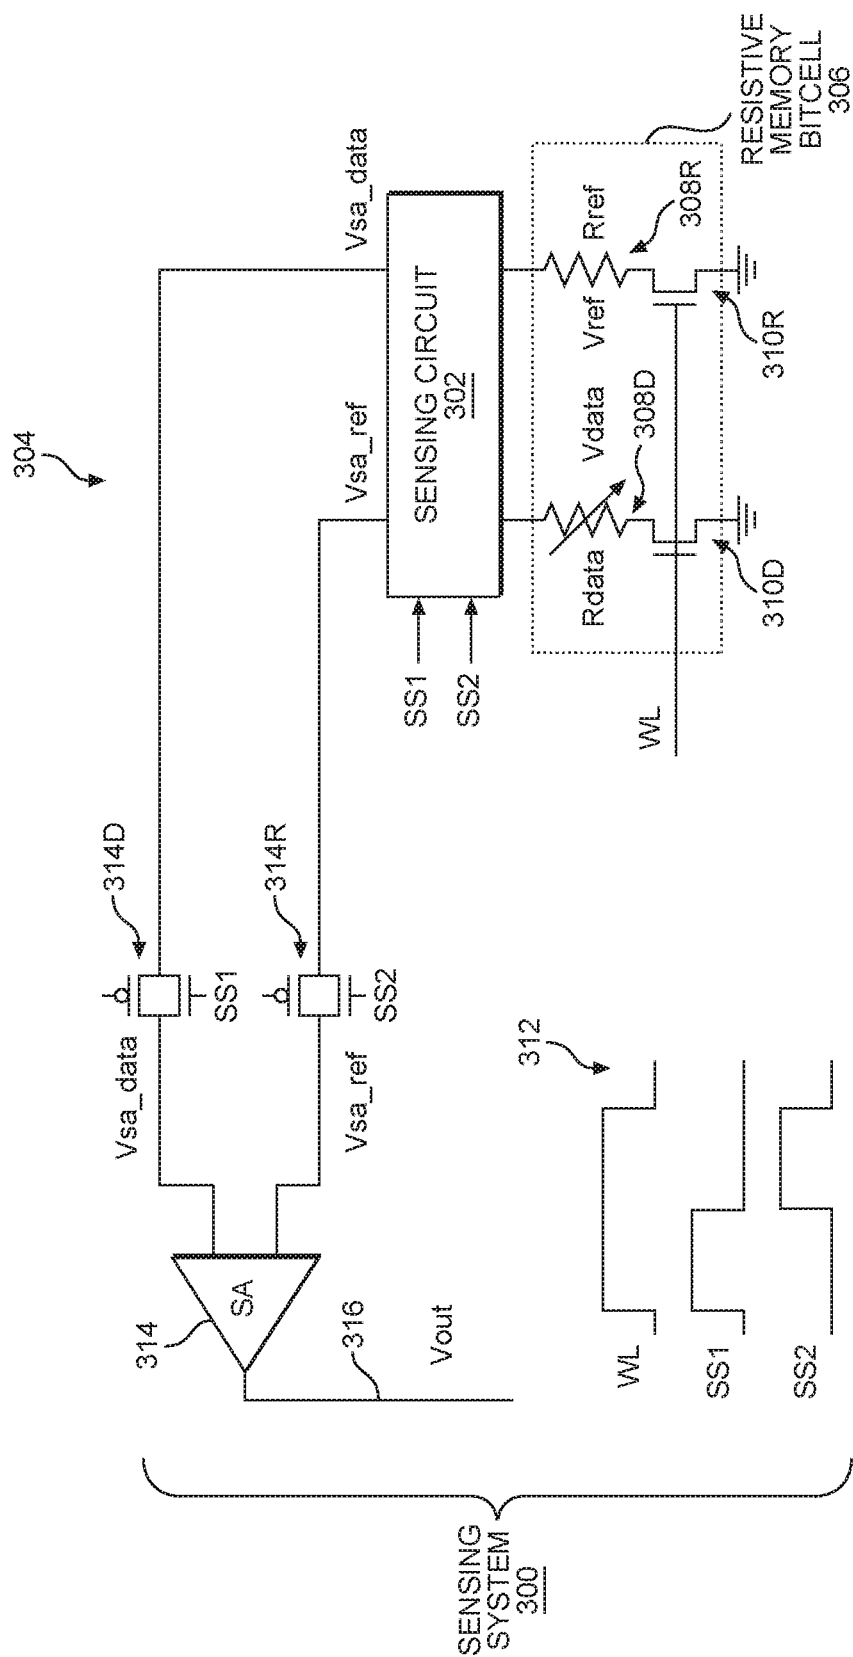 304
Vsa_data
314D
SS1
Vsa_data
Vsa_ref
314R
SS2
Vsa_ref
314
SA
316
Vout
SENSING CIRCUIT
302
SS1
SS2
Rdata
Vdata
308D
Vref
Rref
308R
WL
310D
310R
RESISTIVE
MEMORY
BITCELL
306
312
WL
SS1
SS2
SENSING
SYSTEM
300